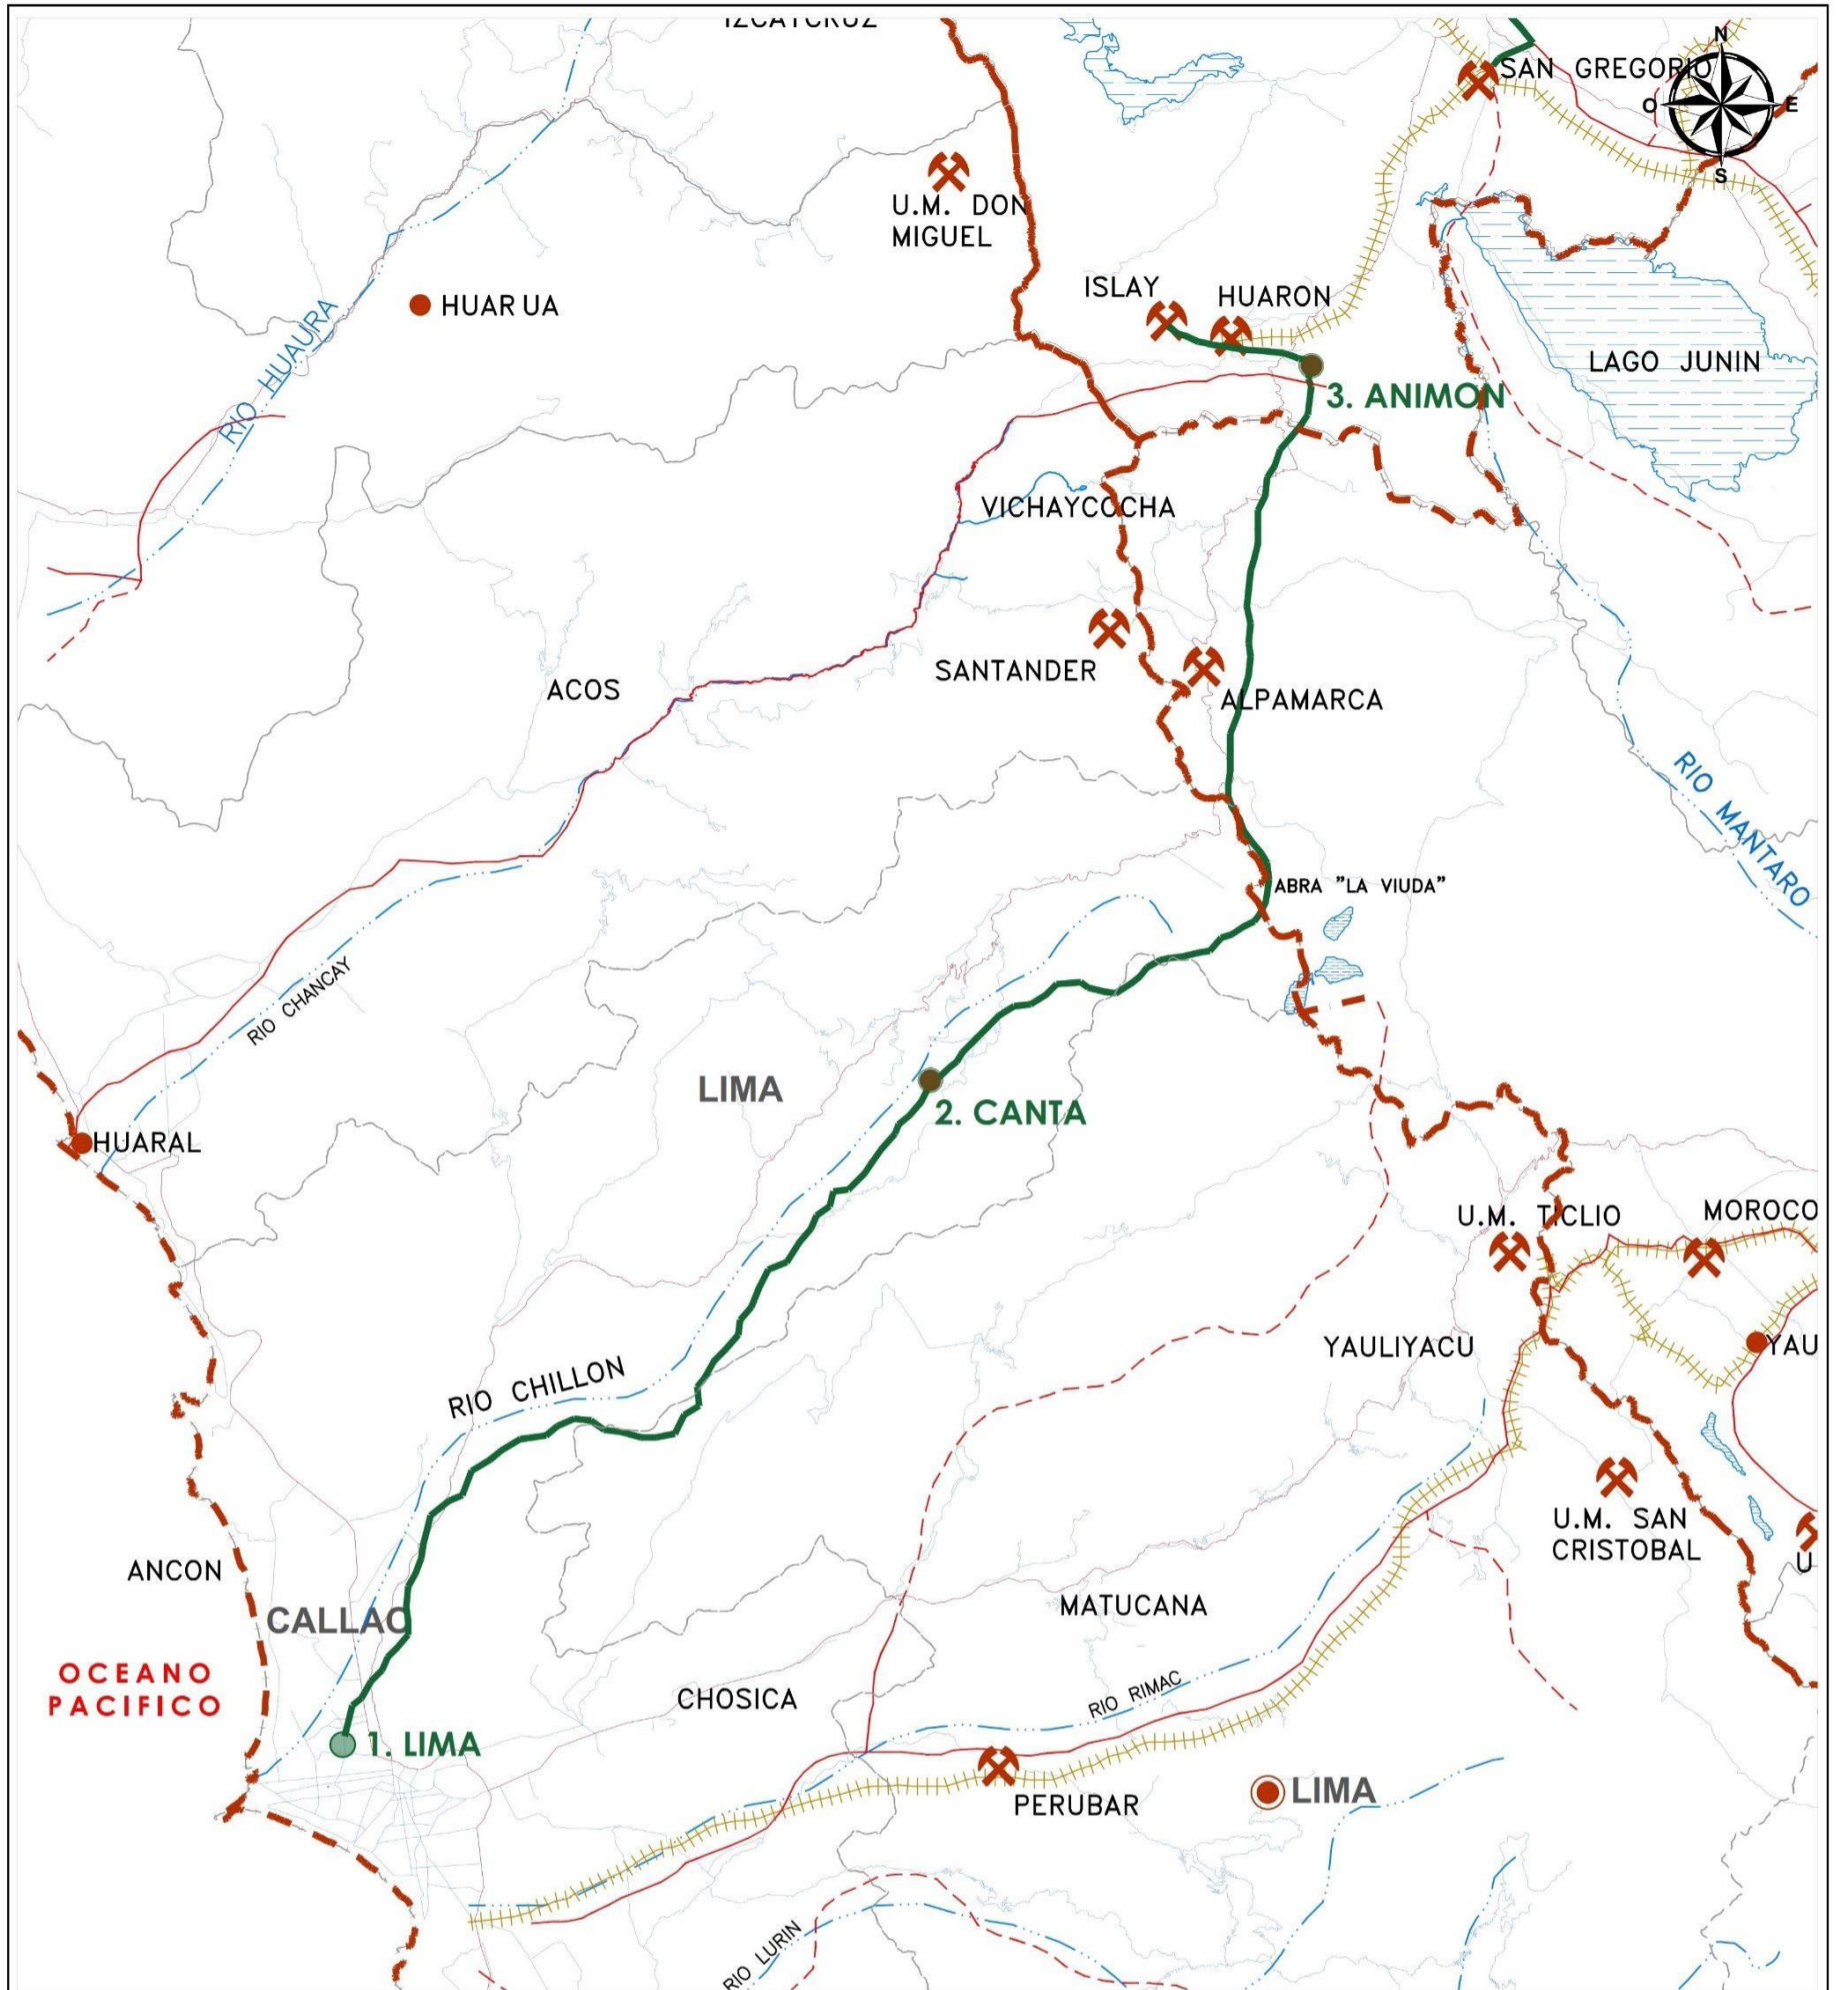 IZCAYCRUZ
N
SAN GREGORIO
O
E
S
U.M. DON
MIGUEL
ISLAY
HUARON
HUAR UA
RIO HUAURA
LAGO JUNIN
3. ANIMON
VICHAYCOCHA
SANTANDER
ACOS
ALPAMARCA
RIO MANTARO
ABRA "LA VIUDA"
RIO CHANCAY
LIMA
2. CANTA
HUARAL
U.M. TICLIO
MOROCO
YAULIYACU
YAU
RIO CHILLON
U.M. SAN
CRISTOBAL
U
ANCON
MATUCANA
CALLAO
OCEANO
PACIFICO
CHOSICA
RIO RIMAC
1. LIMA
LIMA
PERUBAR
RIO LURIN